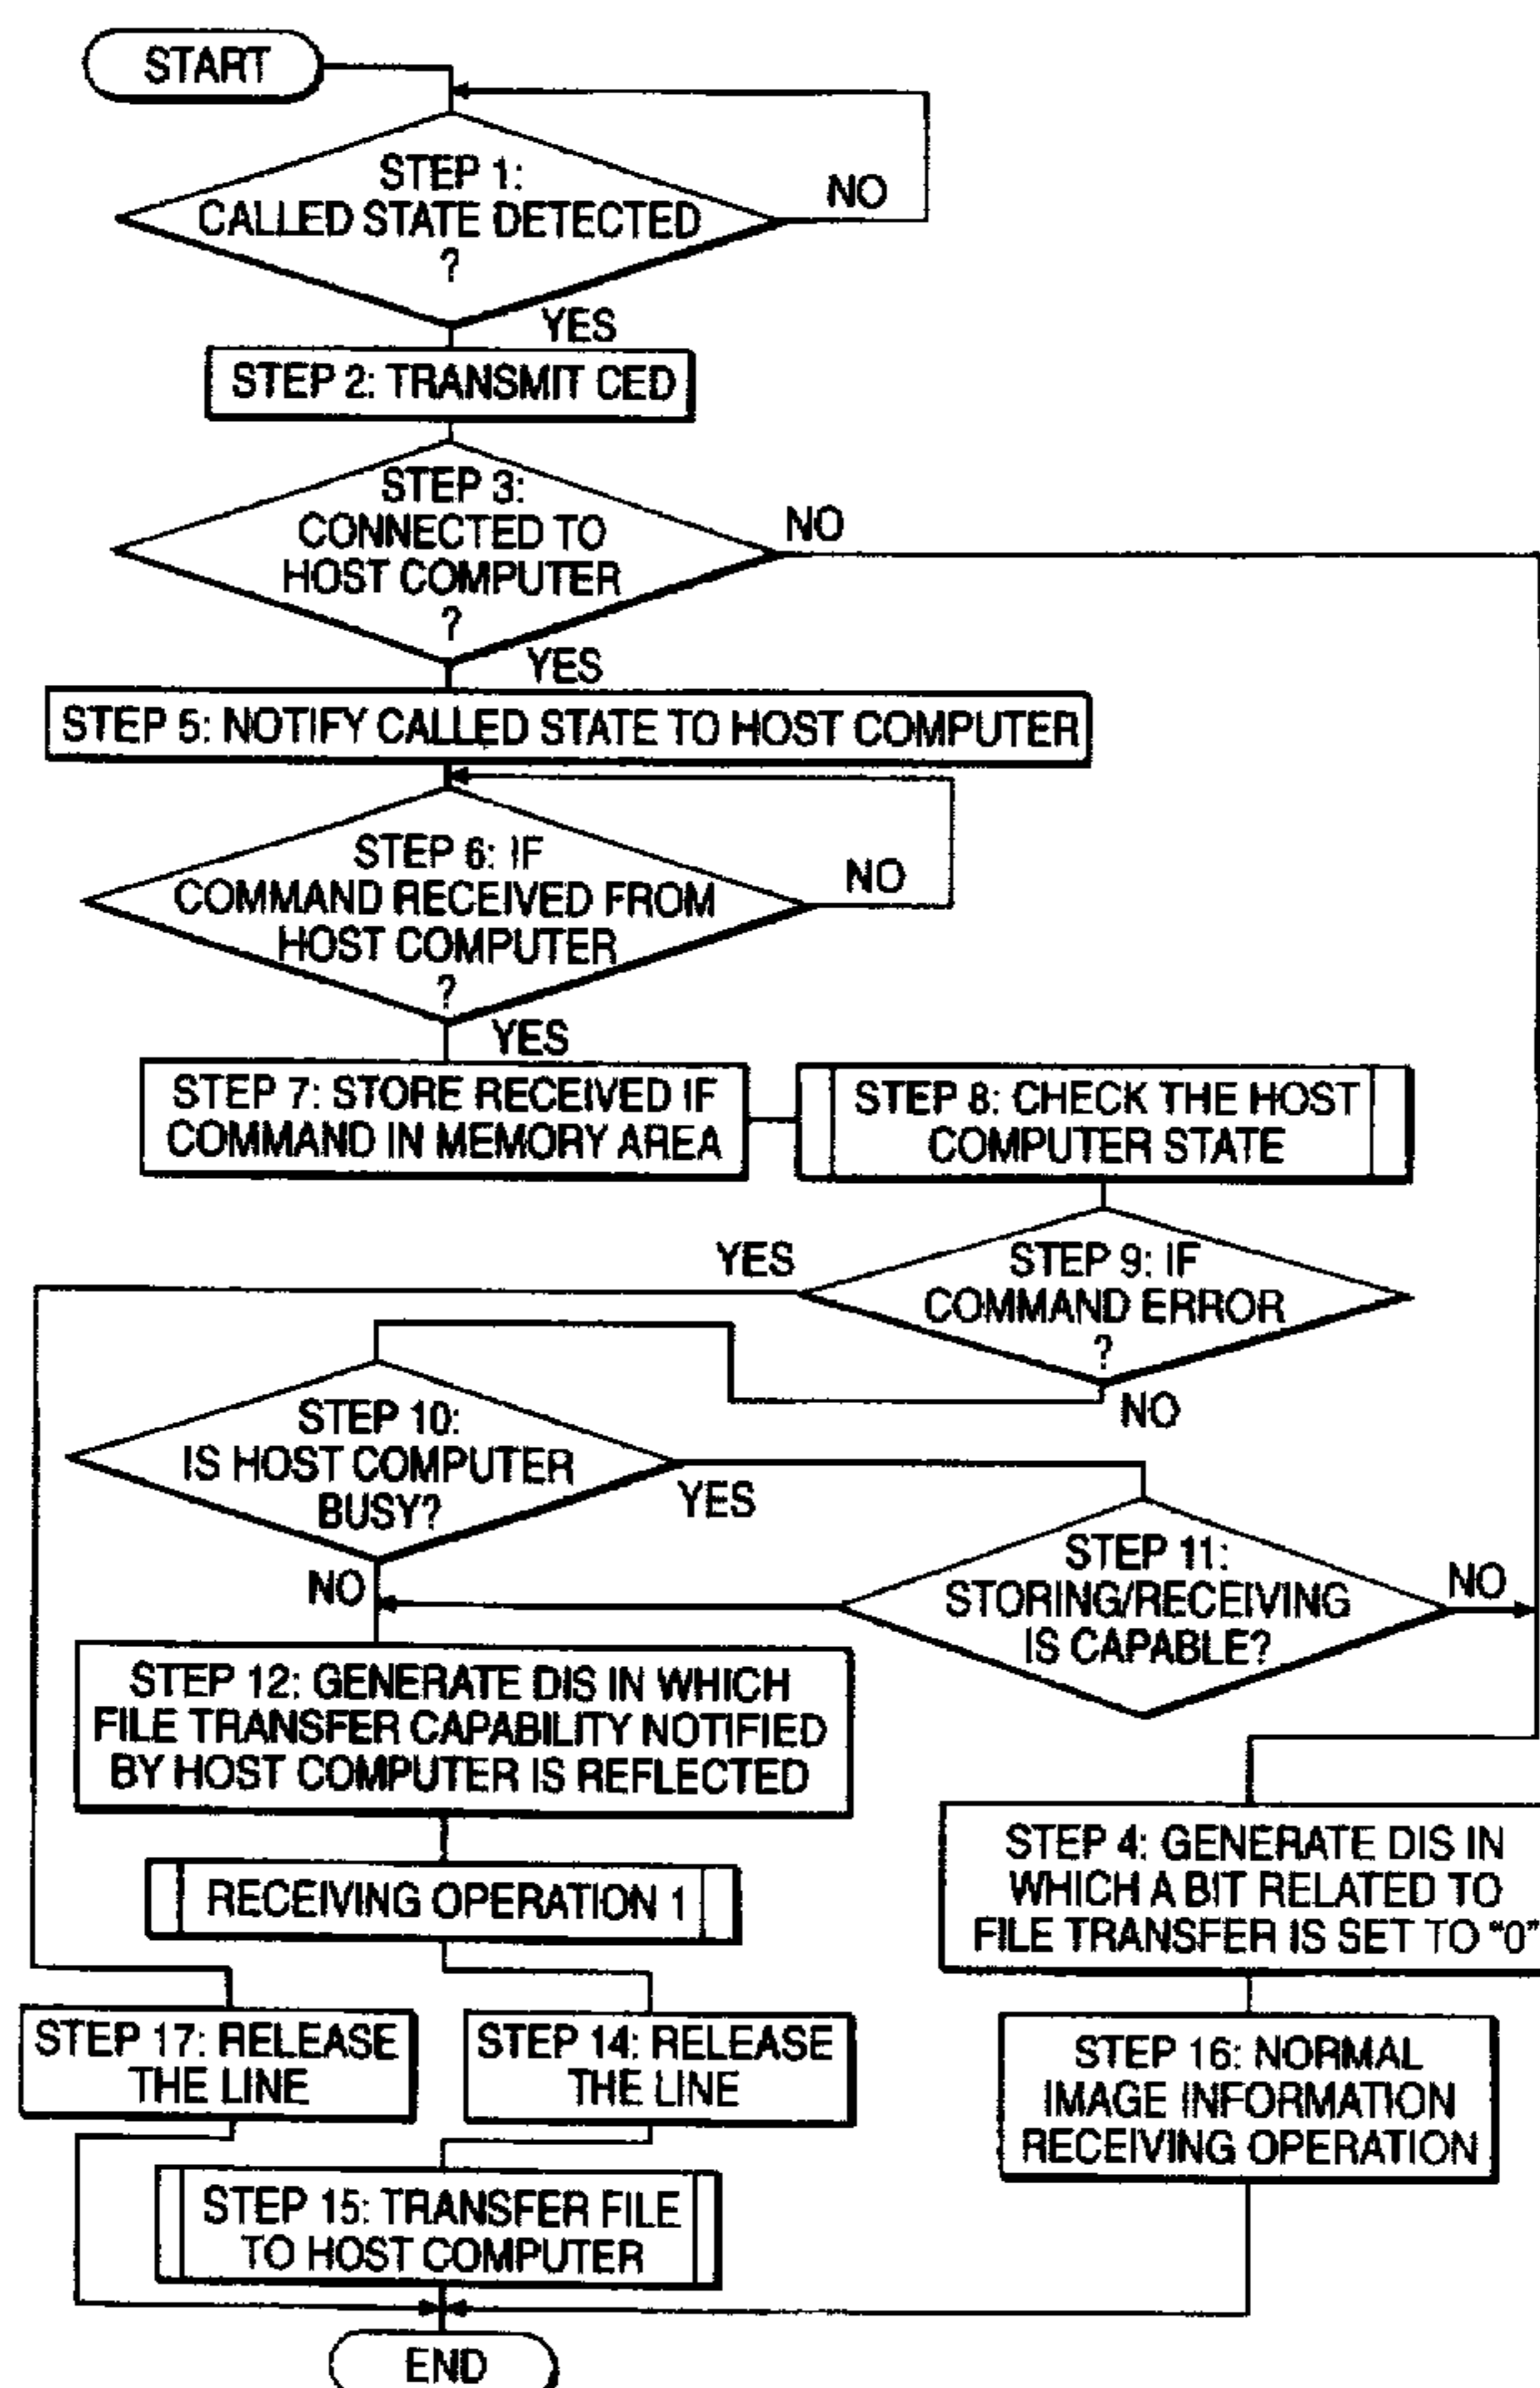 START
STEP 1:
CALLED STATE DETECTED
?
NO
YES
STEP 2: TRANSMIT CED
STEP 3:
CONNECTED TO
HOST COMPUTER
?
NO
YES
STEP 5: NOTIFY CALLED STATE TO HOST COMPUTER
STEP 6: IF
COMMAND RECEIVED FROM
HOST COMPUTER
?
NO
YES
STEP 7: STORE RECEIVED IF
COMMAND IN MEMORY AREA
STEP 8: CHECK THE HOST
COMPUTER STATE
STEP 9: IF
COMMAND ERROR
?
YES
NO
STEP 10:
IS HOST COMPUTER
BUSY?
YES
NO
STEP 11:
STORING/RECEIVING
IS CAPABLE?
NO
STEP 12: GENERATE DIS IN WHICH
FILE TRANSFER CAPABILITY NOTIFIED
BY HOST COMPUTER IS REFLECTED
STEP 4: GENERATE DIS IN
WHICH A BIT RELATED TO
FILE TRANSFER IS SET TO "0"
RECEIVING OPERATION 1
STEP 17: RELEASE
THE LINE
STEP 14: RELEASE
THE LINE
STEP 16: NORMAL
IMAGE INFORMATION
RECEIVING OPERATION
STEP 15: TRANSFER FILE
TO HOST COMPUTER
END